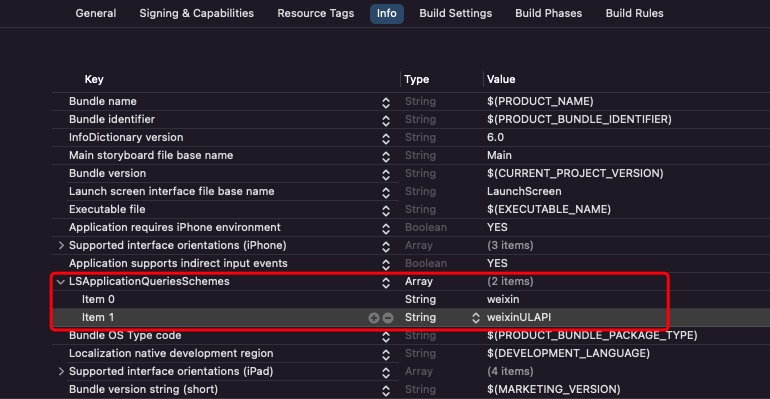 General Signing & Capabilities Resource Tags Info Build Settings Build Phases Build Rules
Key Type Value
Bundle name String $(PRODUCT_NAME)
Bundle identifier String $(PRODUCT_BUNDLE_IDENTIFIER)
InfoDictionary version String 6.0
Main storyboard file base name String Main
Bundle version String $(CURRENT_PROJECT_VERSION)
Launch screen interface file base name String LaunchScreen
Executable file String $(EXECUTABLE_NAME)
Application requires iPhone environment Boolean YES
Supported interface orientations (iPhone) Array (3 items)
Application supports indirect input events Boolean YES
LSApplicationQueriesSchemes Array (2 items)
Item 0 String weixin
Item 1 String weixinULAPI
Bundle OS Type code String $(PRODUCT_BUNDLE_PACKAGE_TYPE)
Localization native development region String $(DEVELOPMENT_LANGUAGE)
Supported interface orientations (iPad) Array (4 items)
Bundle version string (short) String $(MARKETING_VERSION)